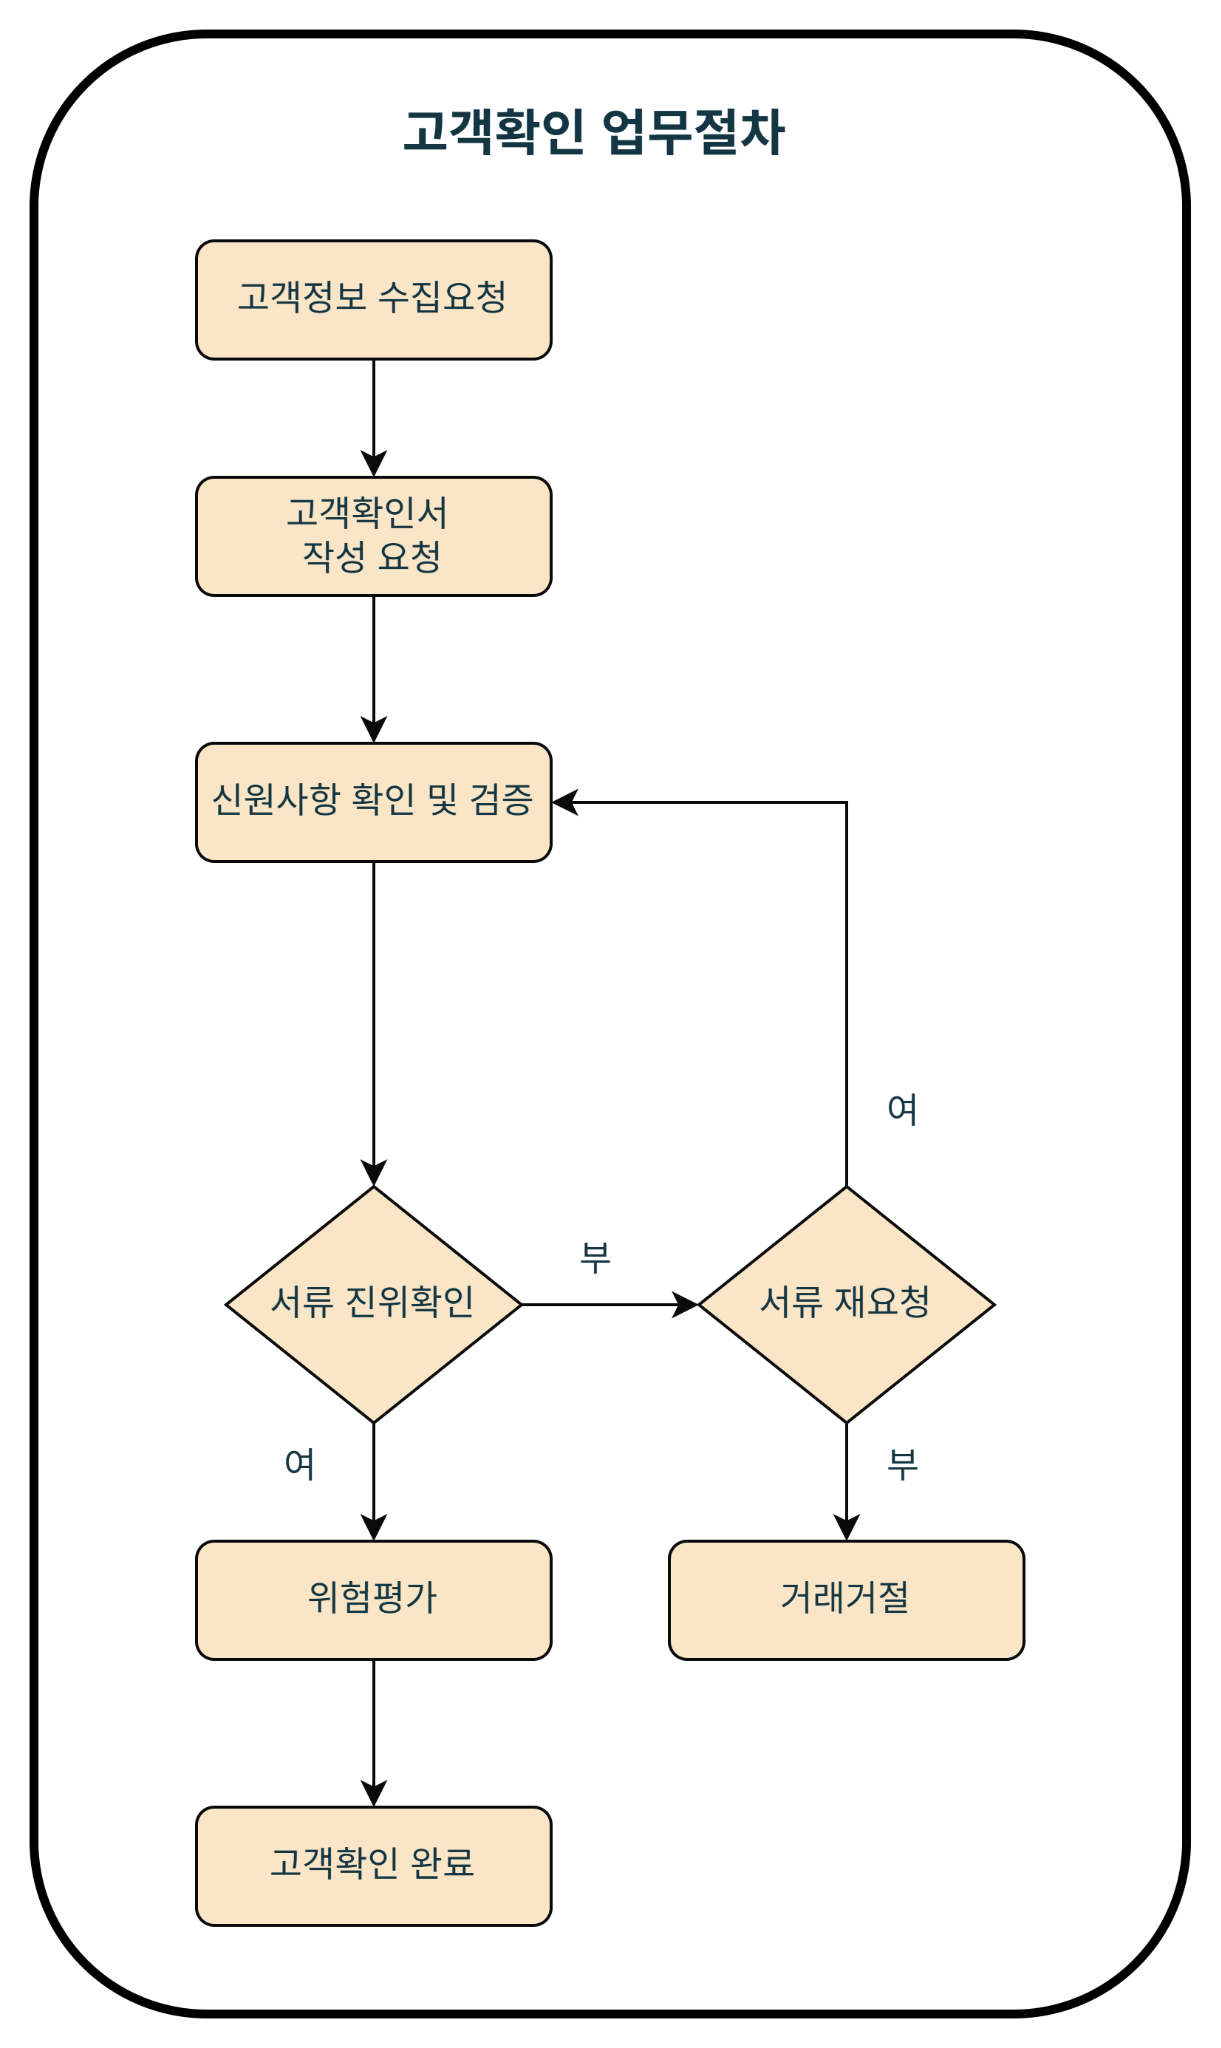 고객확인 업무절차
고객정보 수집요청
고객확인서
작성 요청
신원사항 확인 및 검증
여
부
서류 진위확인
서류 재요청
여
부
위험평가
거래거절
고객확인 완료